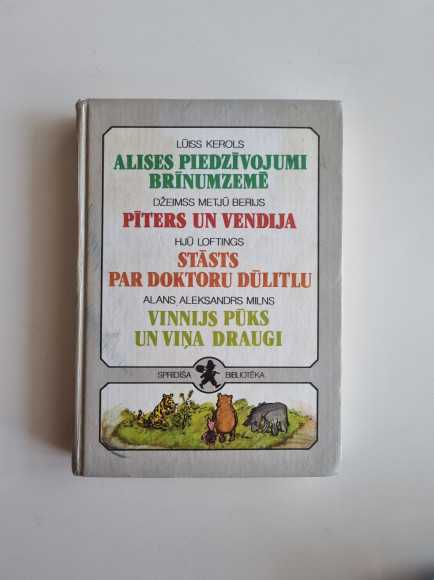 LŪISS KEROLS
ALISES PIEDZĪVOJUMI
BRĪNUMZEMĒ
DŽEIMSS METJŪ BERIJS
PĪTERS UN VENDIJA
HJŪ LOFTINGS
STĀSTS
PAR DOKTORU DŪLITLU
ALANS ALEKSANDRS MILNS
VINNIJS PŪKS
UN VIŅA DRAUGI
SPRĪDĪŠA BIBLIOTĒKA